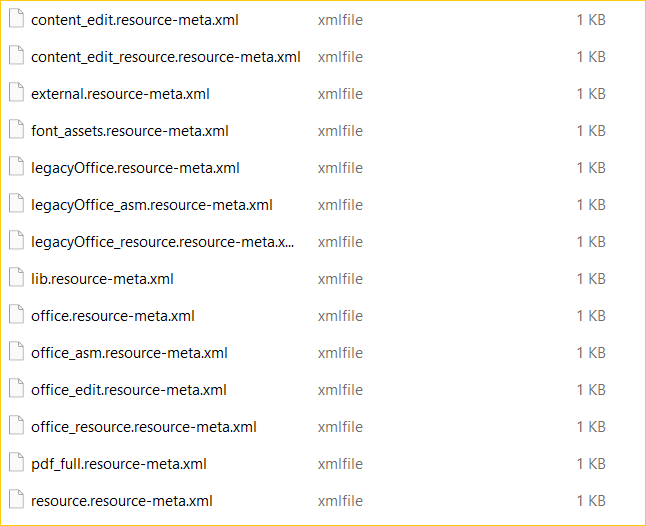 content_edit.resource-meta.xml xmlfile 1 KB
content_edit_resource.resource-meta.xml xmlfile 1 KB
external.resource-meta.xml xmlfile 1 KB
font_assets.resource-meta.xml xmlfile 1 KB
legacyOffice.resource-meta.xml xmlfile 1 KB
legacyOffice_asm.resource-meta.xml xmlfile 1 KB
legacyOffice_resource.resource-meta.x... xmlfile 1 KB
lib.resource-meta.xml xmlfile 1 KB
office.resource-meta.xml xmlfile 1 KB
office_asm.resource-meta.xml xmlfile 1 KB
office_edit.resource-meta.xml xmlfile 1 KB
office_resource.resource-meta.xml xmlfile 1 KB
pdf_full.resource-meta.xml xmlfile 1 KB
resource.resource-meta.xml xmlfile 1 KB